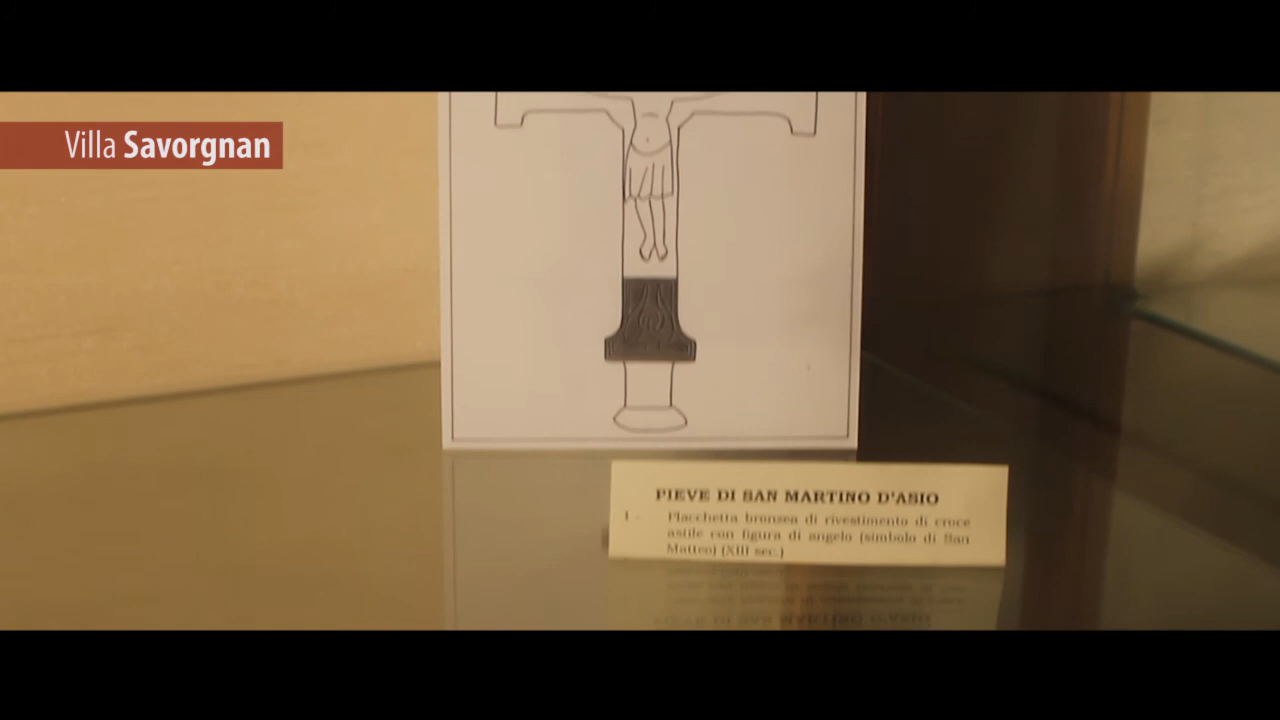 Villa Savorgnan
PIEVE DI SAN MARTINO D'ASIO
1 - Placchetta bronzea di rivestimento di croce
astile con figura di angelo (simbolo di San
Matteo) (XIII sec.)